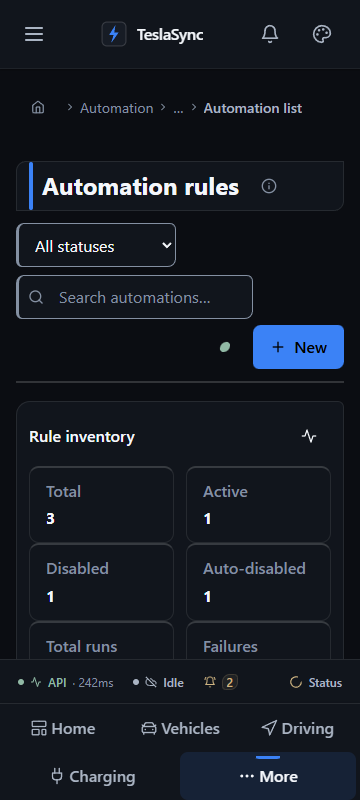 TeslaSync
Automation ... Automation list
Automation rules
All statuses
Search automations...
New
Rule inventory
Total Active
3 1
Disabled Auto-disabled
1 1
Total runs Failures
API · 242ms Idle 2 Status
Home Vehicles Driving
Charging ··· More